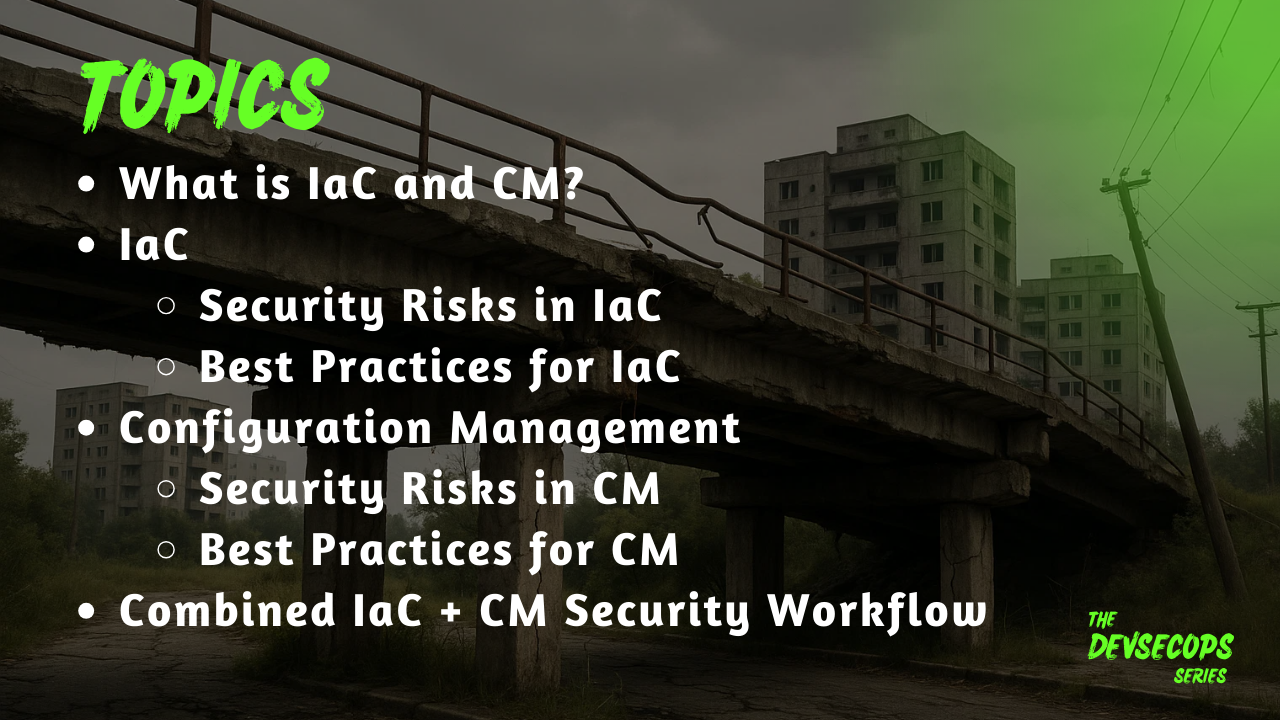 TOPICS
• What is IaC and CM?
• IaC
○ Security Risks in IaC
○ Best Practices for IaC
• Configuration Management
○ Security Risks in CM
○ Best Practices for CM
• Combined IaC + CM Security Workflow
THE
DEVSECOPS
SERIES